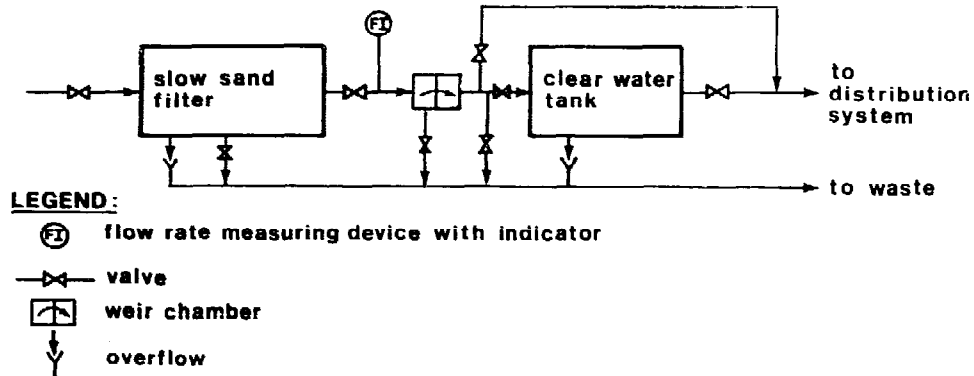 FI
slow sand
filter
clear water
tank
to
distribution
system
to waste
LEGEND:
FI flow rate measuring device with indicator
valve
weir chamber
overflow